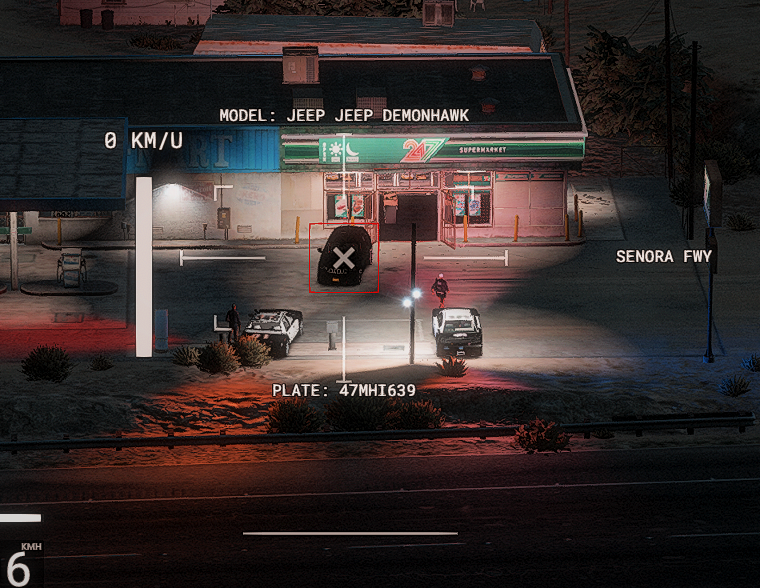 MODEL: JEEP JEEP DEMONHAWK
0 KM/U
24/7
SUPERMARKET
SENORA FWY
PLATE: 47MHI639
KMH
6